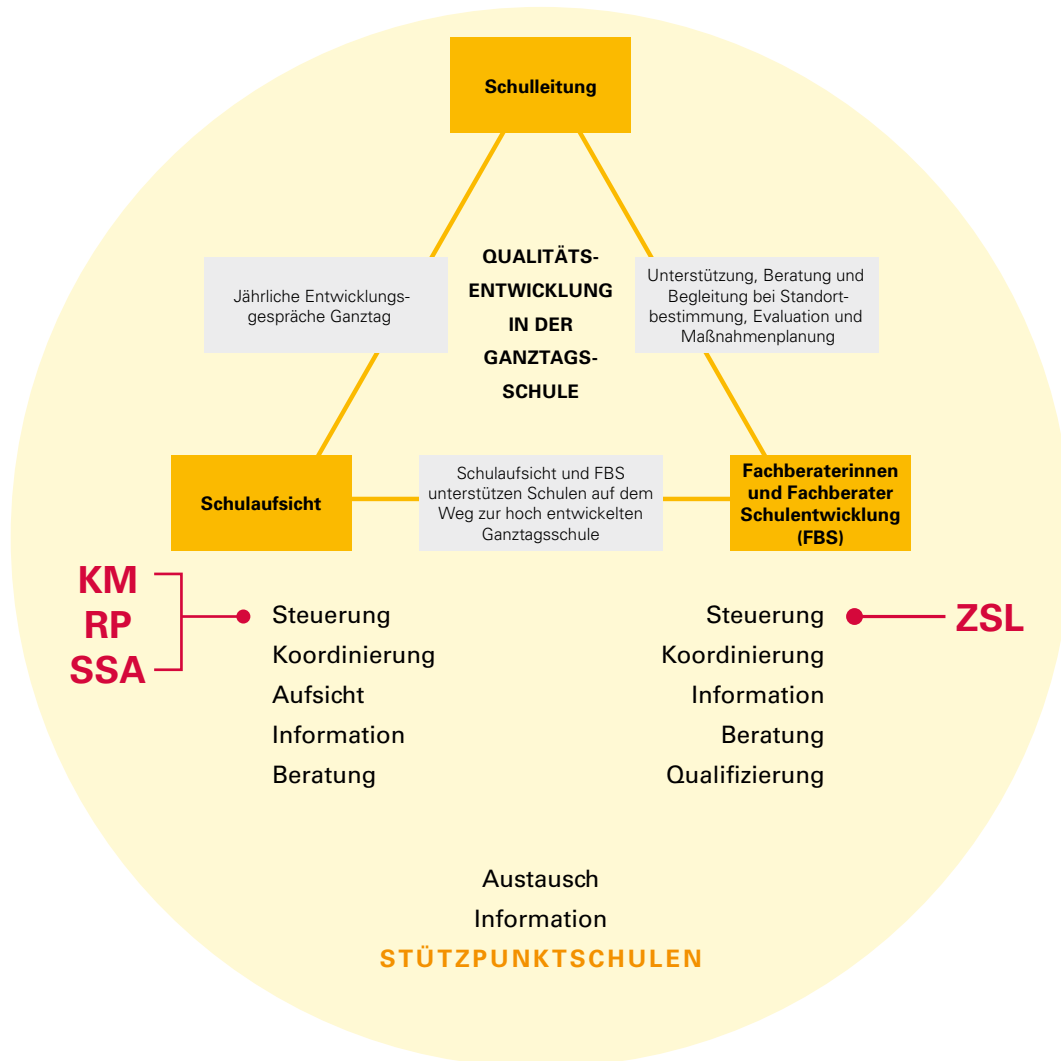 Schulleitung
QUALITÄTS-
ENTWICKLUNG
IN DER
GANZTAGS-
SCHULE
Jährliche Entwicklungs-
gespräche Ganztag
Unterstützung, Beratung und
Begleitung bei Standort-
bestimmung, Evaluation und
Maßnahmenplanung
Schulaufsicht
Schulaufsicht und FBS
unterstützen Schulen auf dem
Weg zur hoch entwickelten
Ganztagsschule
Fachberaterinnen
und Fachberater
Schulentwicklung
(FBS)
KM
RP
SSA
Steuerung
Koordinierung
Aufsicht
Information
Beratung
Steuerung
Koordinierung
Information
Beratung
Qualifizierung
ZSL
Austausch
Information
STÜTZPUNKTSCHULEN